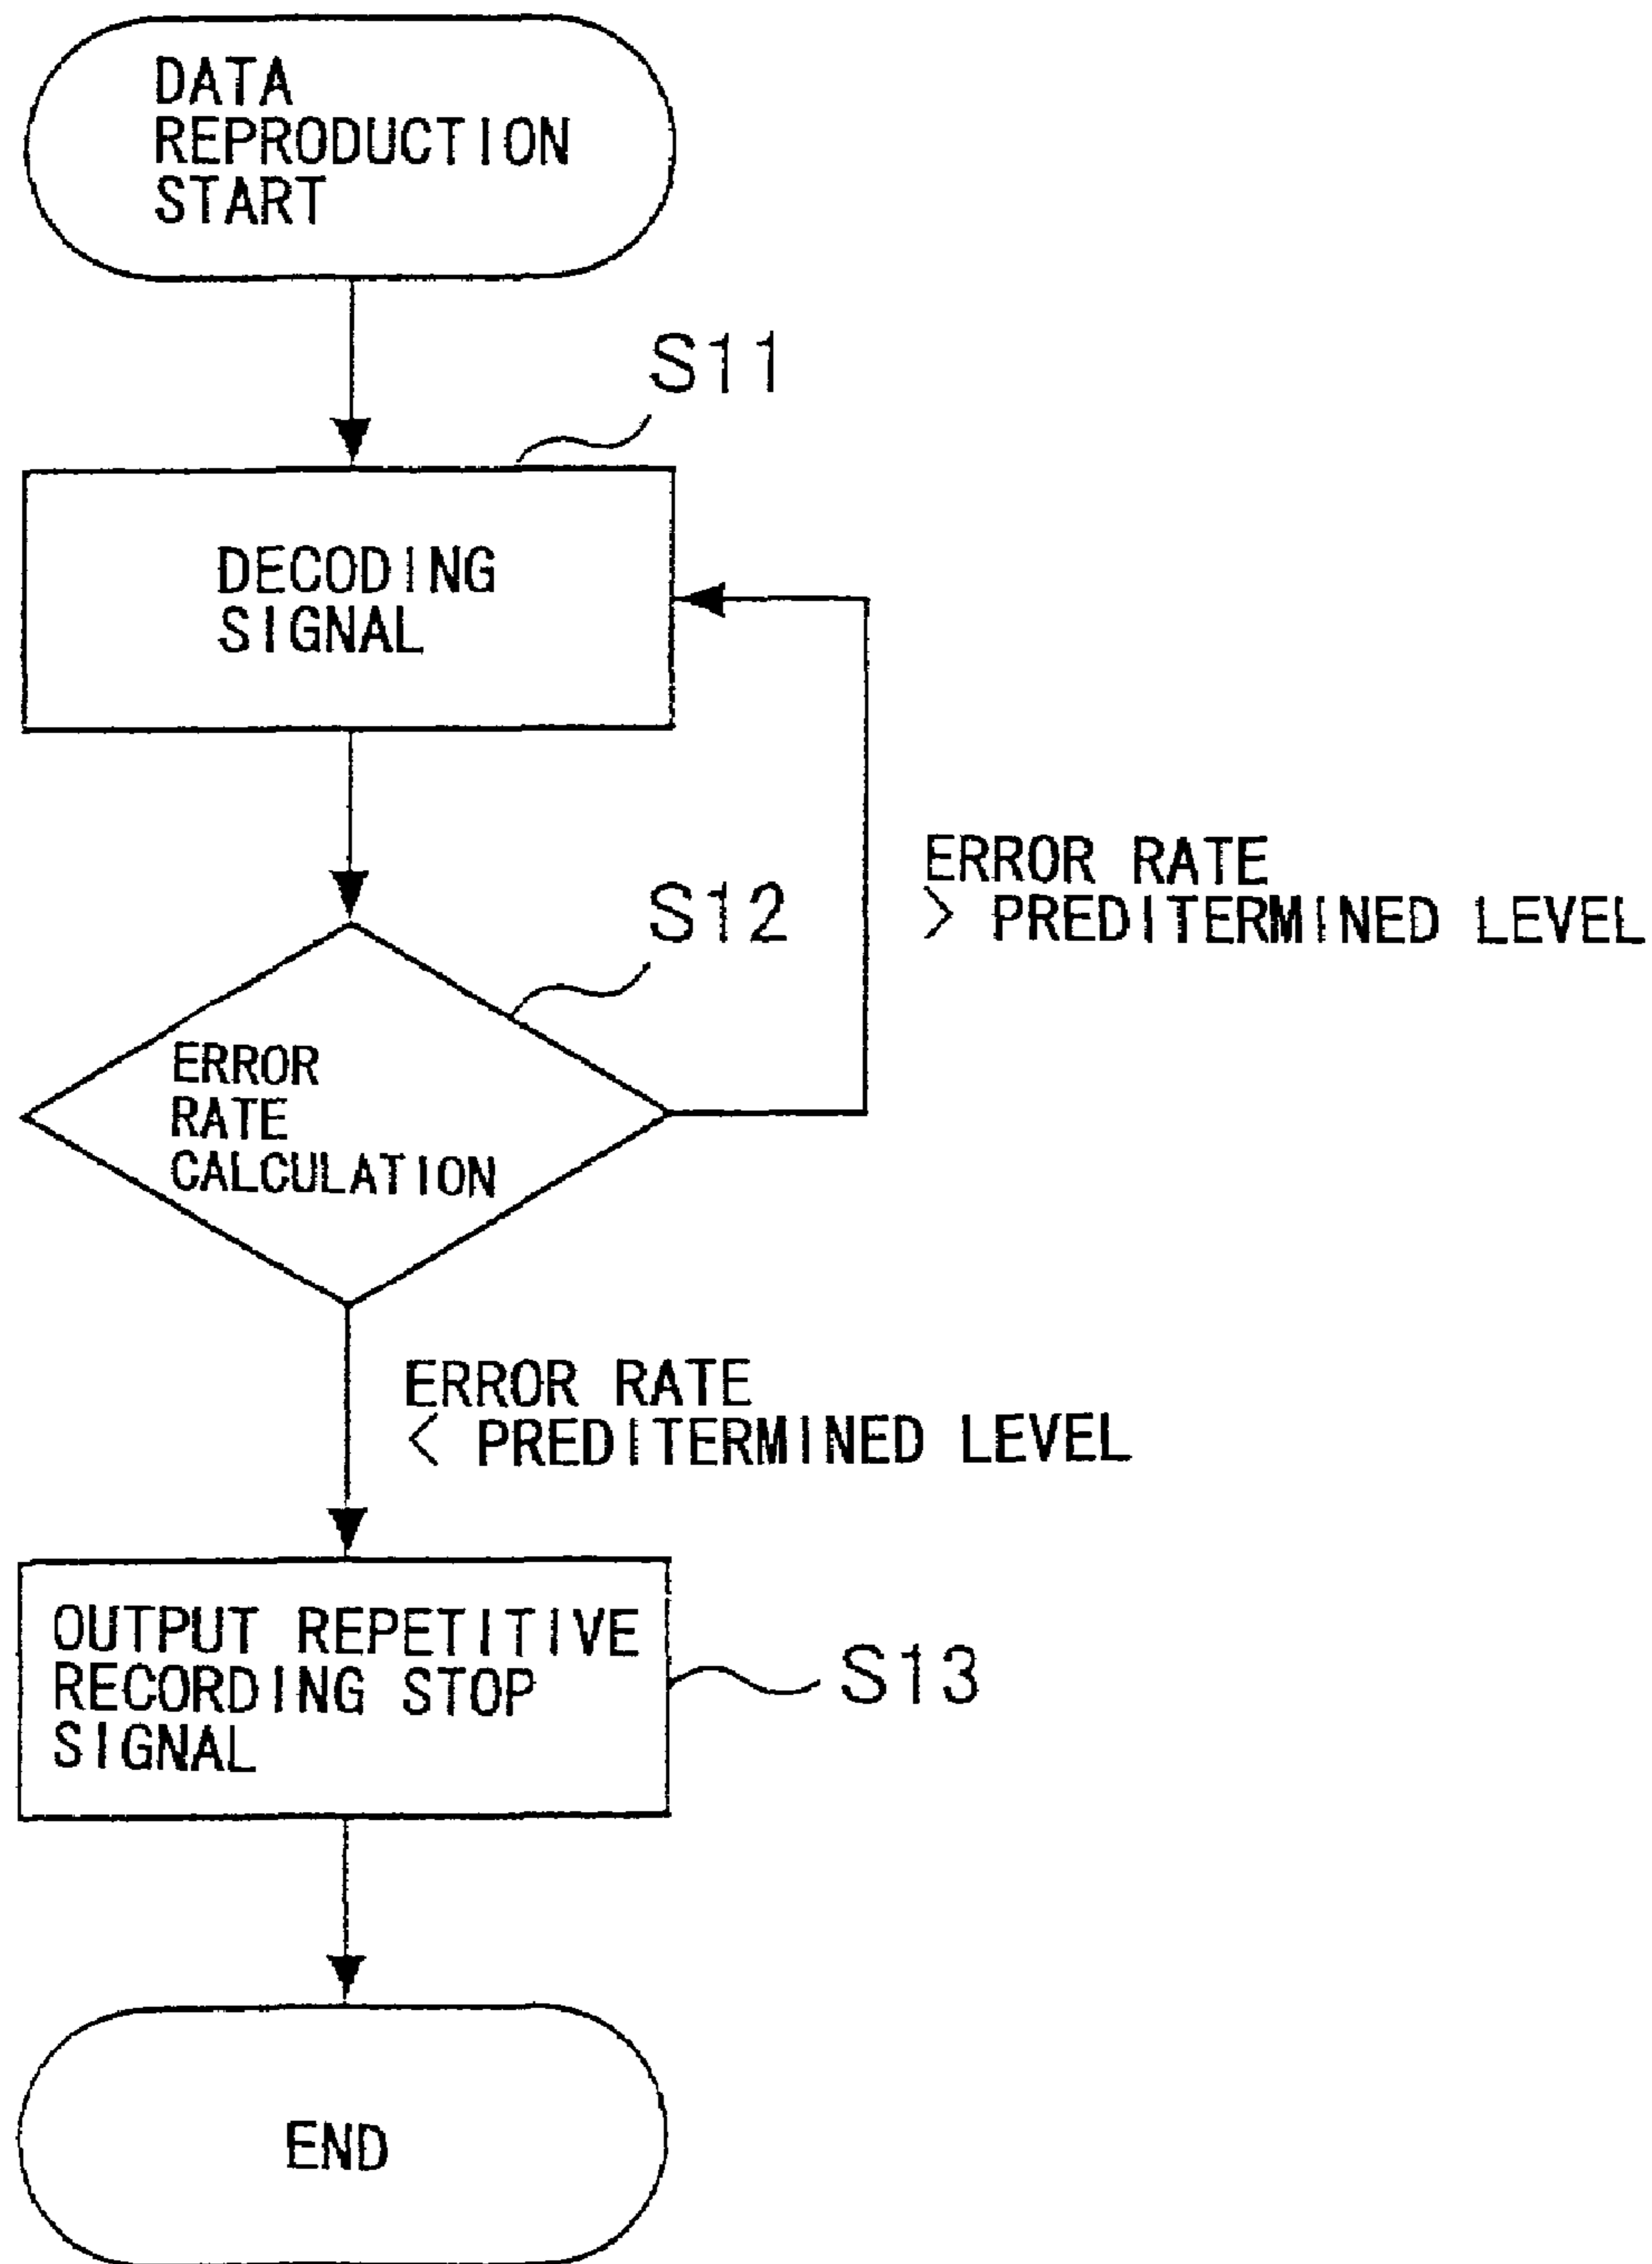 DATA
REPRODUCTION
START
S11
DECODING
SIGNAL
ERROR RATE
> PREDITERMINED LEVEL
S12
ERROR
RATE
CALCULATION
ERROR RATE
< PREDITERMINED LEVEL
OUTPUT REPETITIVE
RECORDING STOP
SIGNAL
S13
END